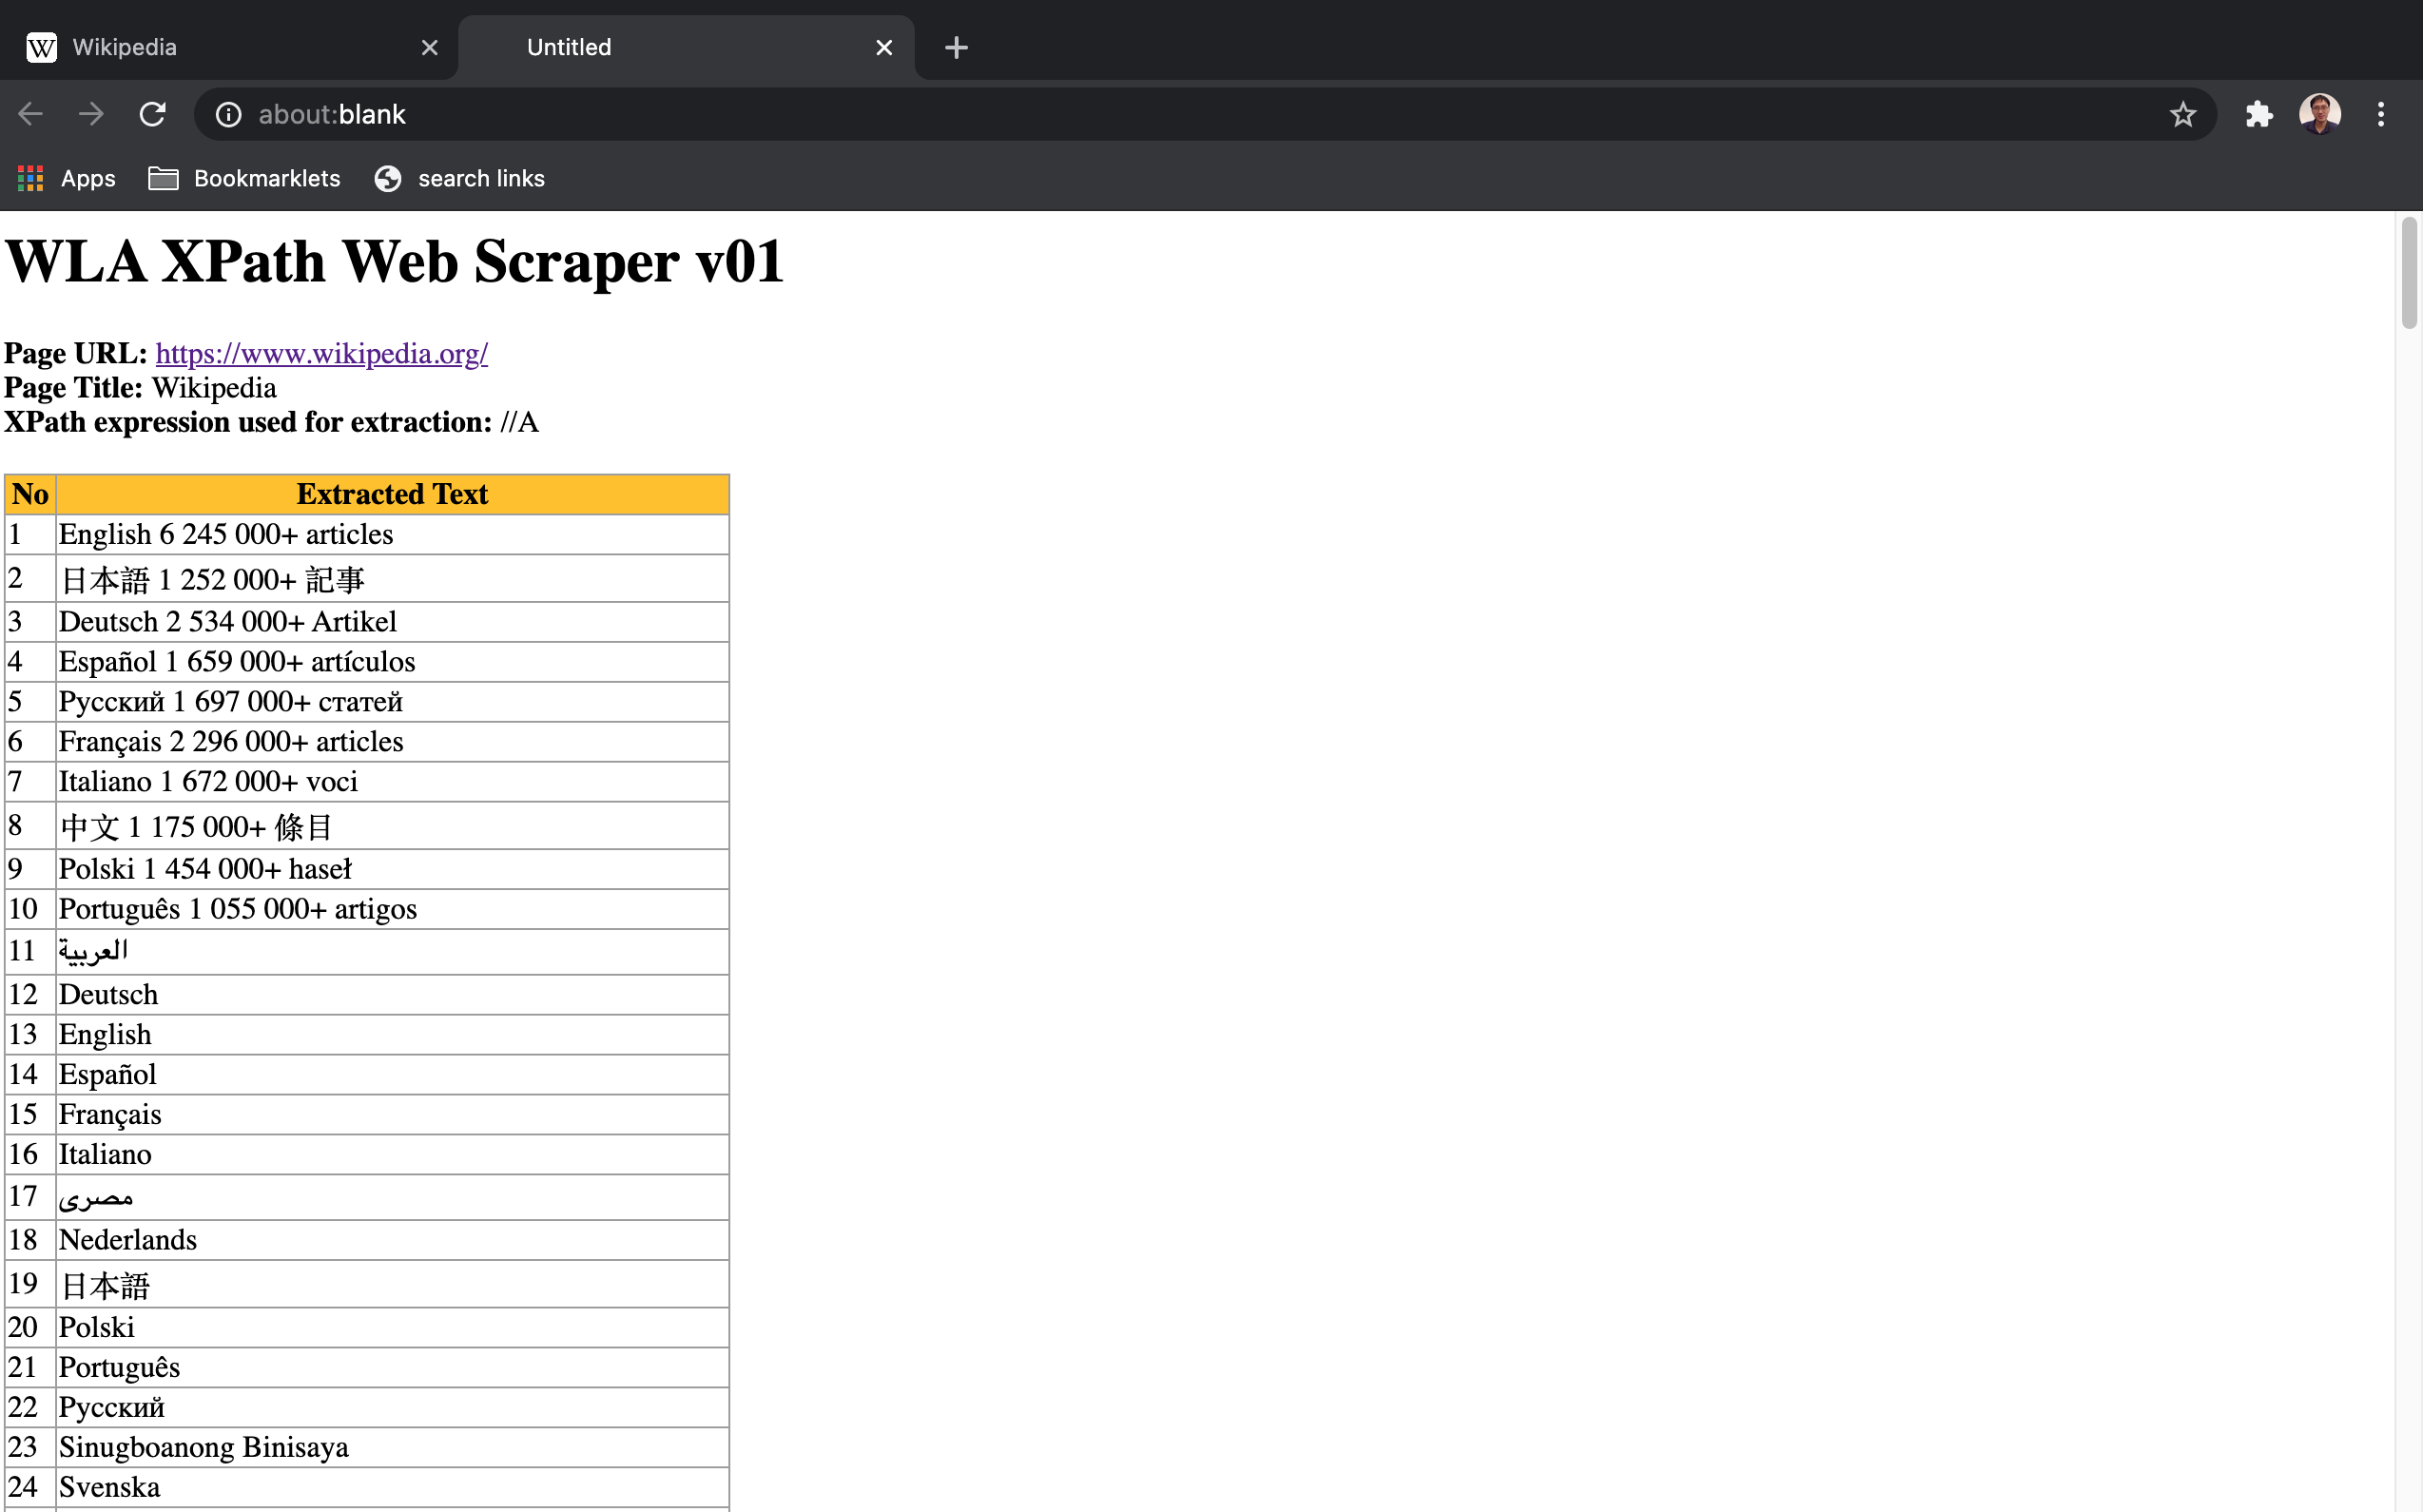 Wikipedia
Untitled
about:blank
Apps
Bookmarklets
search links
WLA XPath Web Scraper v01
Page URL: https://www.wikipedia.org/
Page Title: Wikipedia
XPath expression used for extraction: //A
No Extracted Text
1 English 6 245 000+ articles
2 日本語 1 252 000+ 記事
3 Deutsch 2 534 000+ Artikel
4 Español 1 659 000+ artículos
5 Русский 1 697 000+ статей
6 Français 2 296 000+ articles
7 Italiano 1 672 000+ voci
8 中文 1 175 000+ 條目
9 Polski 1 454 000+ haseł
10 Português 1 055 000+ artigos
11 العربية
12 Deutsch
13 English
14 Español
15 Français
16 Italiano
17 مصرى
18 Nederlands
19 日本語
20 Polski
21 Português
22 Русский
23 Sinugboanong Binisaya
24 Svenska